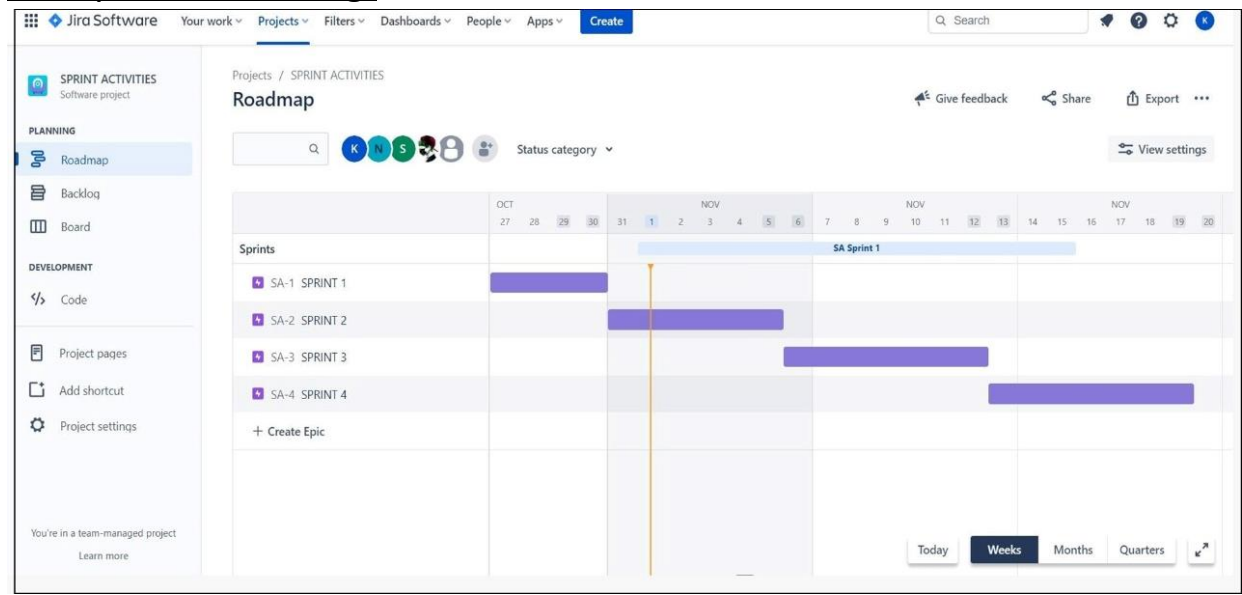 Jira Software Your work Projects Filters Dashboards People Apps Create Search K
SPRINT ACTIVITIES
Software project
Projects / SPRINT ACTIVITIES
Roadmap
Give feedback Share Export
PLANNING
K N S Status category View settings
Roadmap
Backlog
Board
OCT NOV NOV NOV
27 28 29 30 31 1 2 3 4 5 6 7 8 9 10 11 12 13 14 15 16 17 18 19 20
Sprints SA Sprint 1
DEVELOPMENT
Code
SA-1 SPRINT 1
SA-2 SPRINT 2
SA-3 SPRINT 3
SA-4 SPRINT 4
+ Create Epic
Project pages
Add shortcut
Project settings
You're in a team-managed project
Learn more
Today Weeks Months Quarters